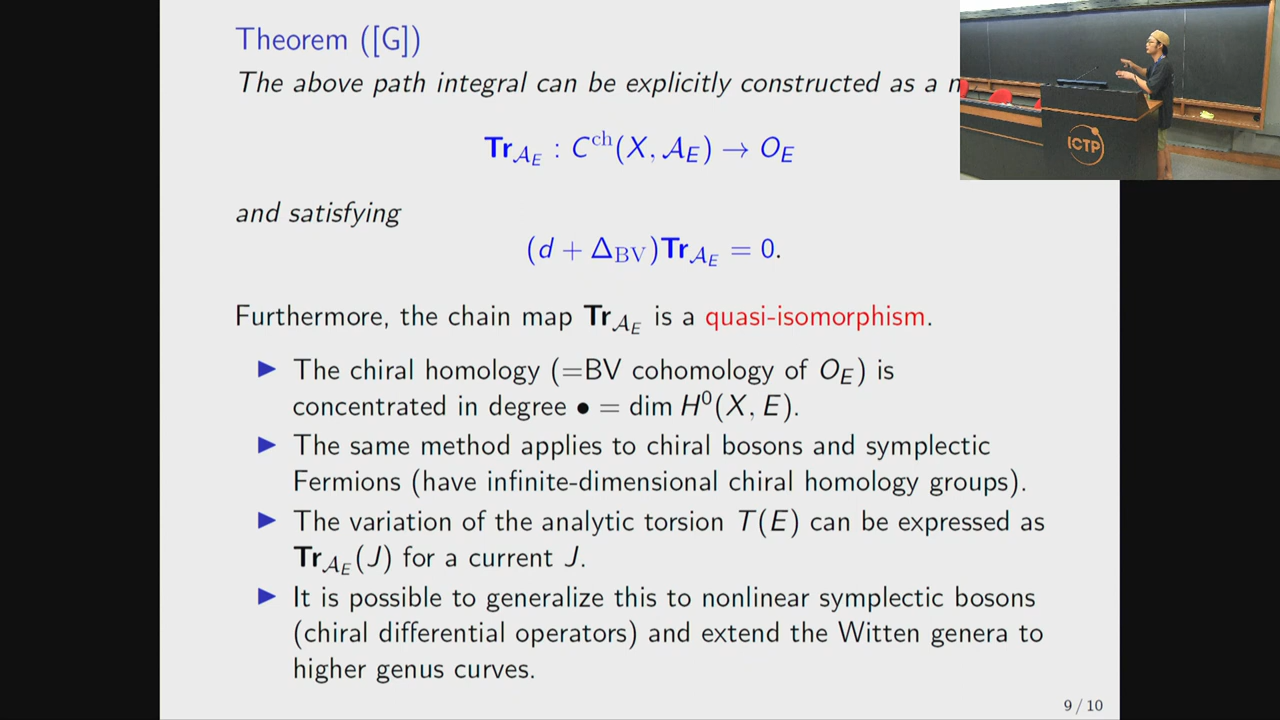 Theorem ([G])
The above path integral can be explicitly constructed as a
Tr_{𝒜_E} : C^{ch}(X, 𝒜_E) → O_E
and satisfying
(d + Δ_{BV})Tr_{𝒜_E} = 0.
Furthermore, the chain map Tr_{𝒜_E} is a quasi-isomorphism.
▶ The chiral homology (=BV cohomology of O_E) is
concentrated in degree • = dim H⁰(X, E).
▶ The same method applies to chiral bosons and symplectic
Fermions (have infinite-dimensional chiral homology groups).
▶ The variation of the analytic torsion T(E) can be expressed as
Tr_{𝒜_E}(J) for a current J.
▶ It is possible to generalize this to nonlinear symplectic bosons
(chiral differential operators) and extend the Witten genera to
higher genus curves.
9 / 10
ICTP